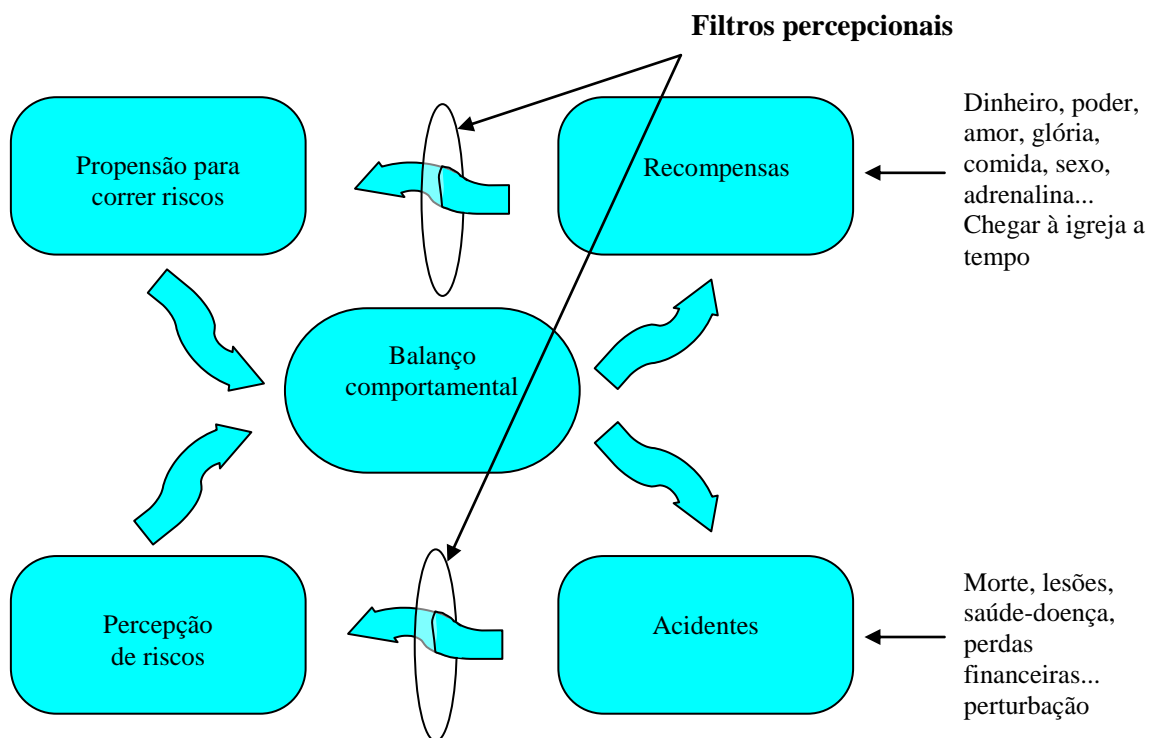 Filtros percepcionais
Propensão para
correr riscos
Recompensas
Dinheiro, poder,
amor, glória,
comida, sexo,
adrenalina...
Chegar à igreja a
tempo
Balanço
comportamental
Percepção
de riscos
Acidentes
Morte, lesões,
saúde-doença,
perdas
financeiras...
perturbação